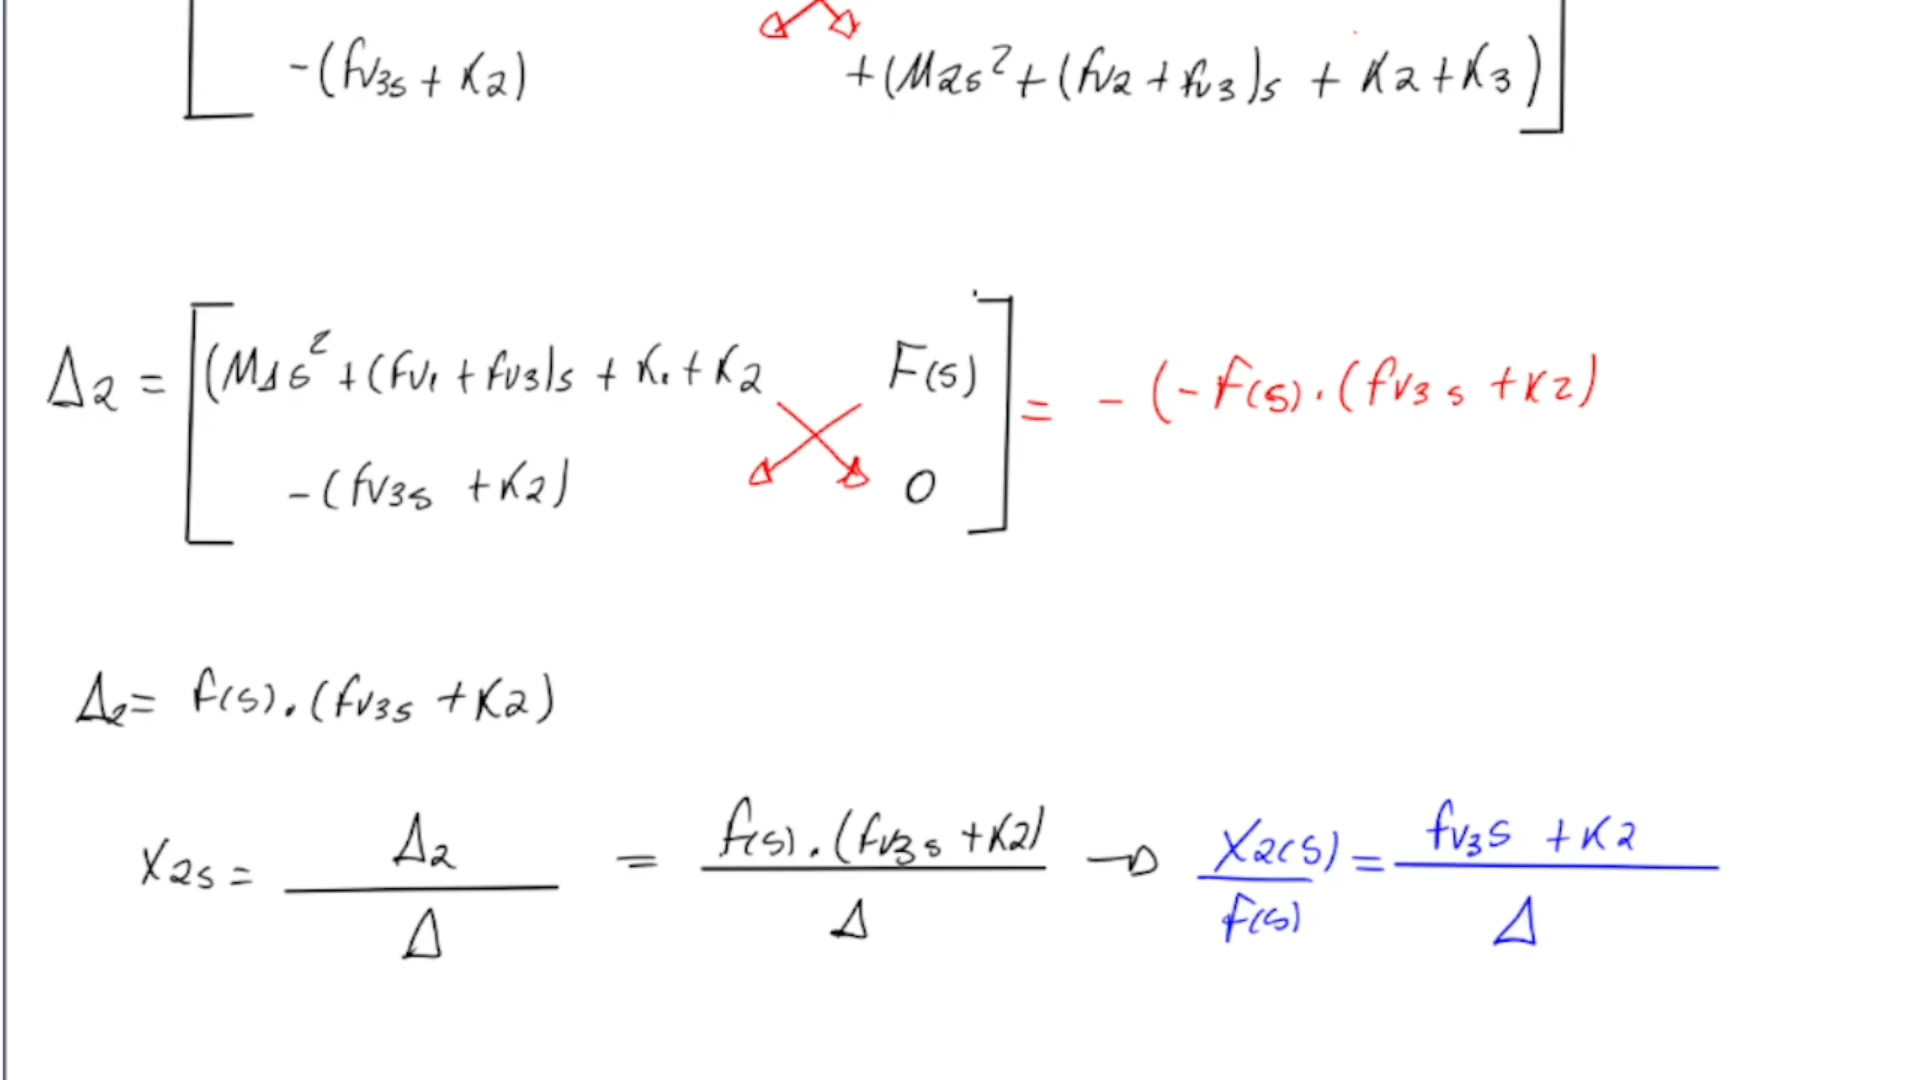 -(fv3s + K2) +(M2s² + (fv2 + fv3)s + K2 + K3)
Δ2 = [(M1s² + (fv1 + fv3)s + K1 + K2 F(s)] = -(-F(s).(fv3s + K2)
-(fv3s + K2) 0
Δ2 = F(s).(fv3s + K2)
X2s = Δ2/Δ = F(s).(fv3s + K2)/Δ → X2(s)/F(s) = fv3s + K2/Δ